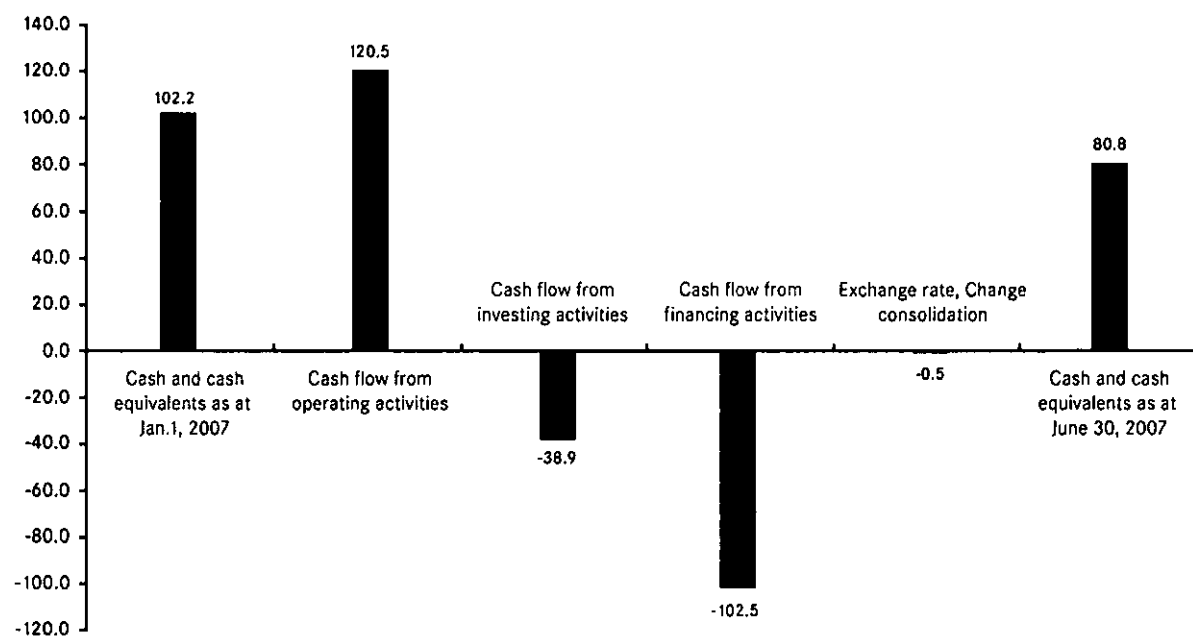 140.0
120.0
100.0
80.0
60.0
40.0
20.0
0.0
-20.0
-40.0
-60.0
-80.0
-100.0
-120.0
102.2
Cash and cash
equivalents as at
Jan.1, 2007
120.5
Cash flow from
operating activities
Cash flow from
investing activities
-38.9
Cash flow from
financing activities
-102.5
Exchange rate, Change
consolidation
-0.5
80.8
Cash and cash
equivalents as at
June 30, 2007